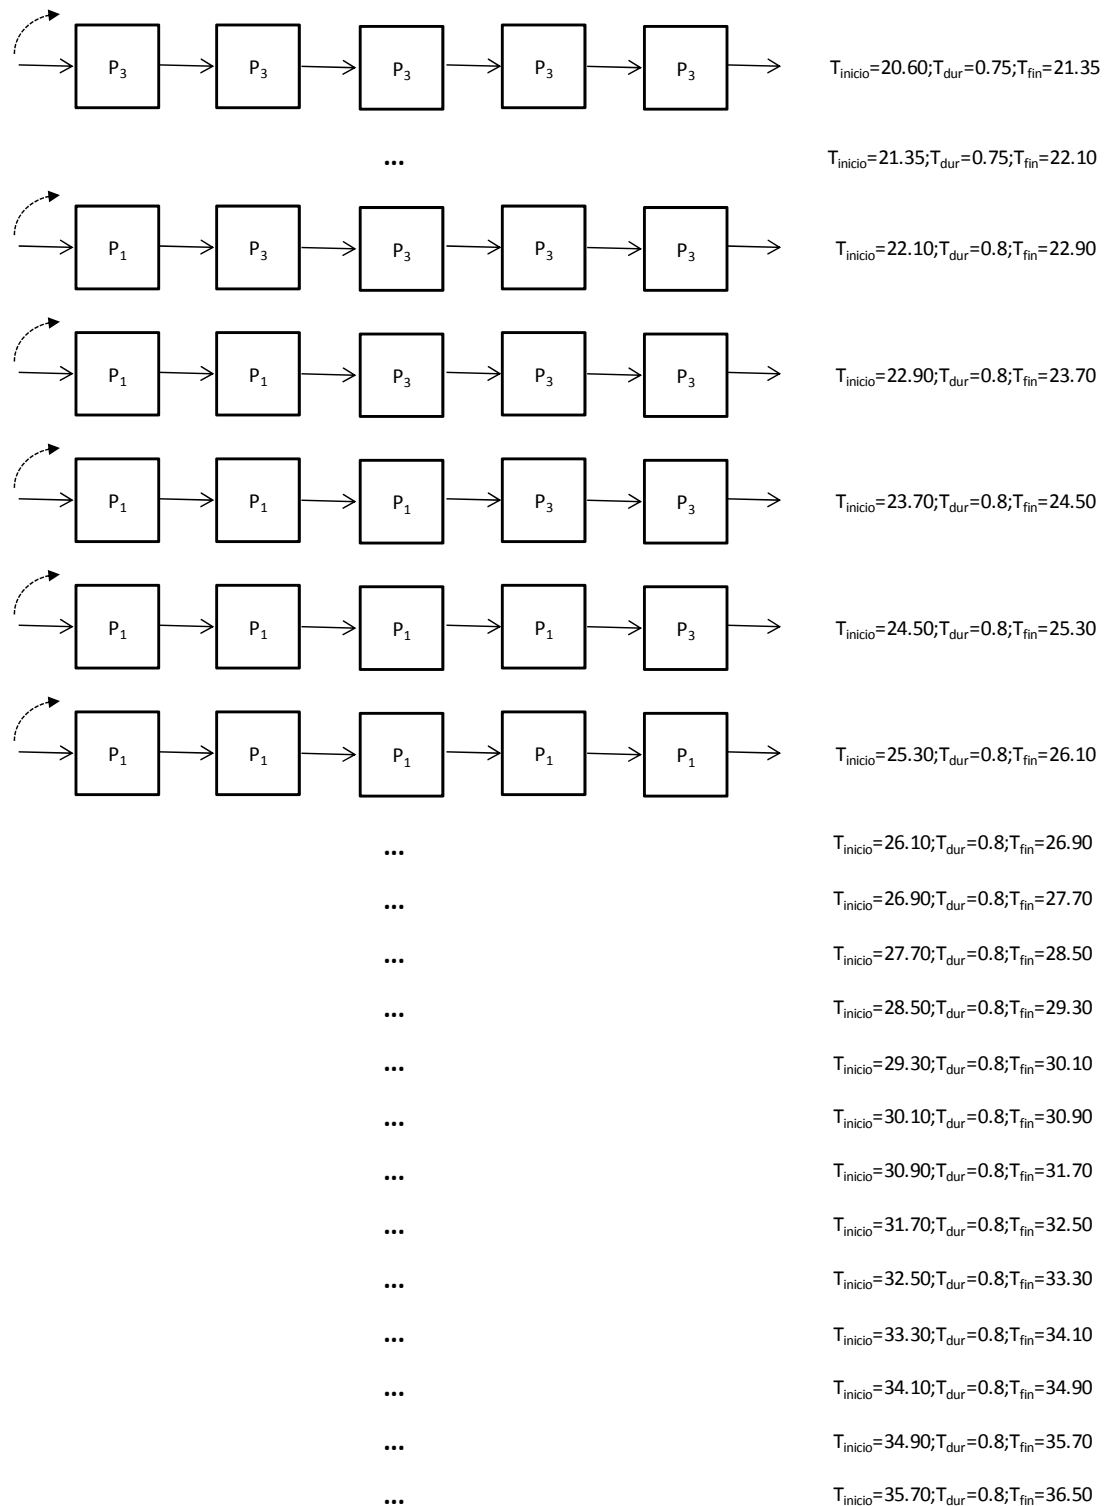 P3 P3 P3 P3 P3 Tinicio=20.60;Tdur=0.75;Tfin=21.35
... Tinicio=21.35;Tdur=0.75;Tfin=22.10
P1 P3 P3 P3 P3 Tinicio=22.10;Tdur=0.8;Tfin=22.90
P1 P1 P3 P3 P3 Tinicio=22.90;Tdur=0.8;Tfin=23.70
P1 P1 P1 P3 P3 Tinicio=23.70;Tdur=0.8;Tfin=24.50
P1 P1 P1 P1 P3 Tinicio=24.50;Tdur=0.8;Tfin=25.30
P1 P1 P1 P1 P1 Tinicio=25.30;Tdur=0.8;Tfin=26.10
... Tinicio=26.10;Tdur=0.8;Tfin=26.90
... Tinicio=26.90;Tdur=0.8;Tfin=27.70
... Tinicio=27.70;Tdur=0.8;Tfin=28.50
... Tinicio=28.50;Tdur=0.8;Tfin=29.30
... Tinicio=29.30;Tdur=0.8;Tfin=30.10
... Tinicio=30.10;Tdur=0.8;Tfin=30.90
... Tinicio=30.90;Tdur=0.8;Tfin=31.70
... Tinicio=31.70;Tdur=0.8;Tfin=32.50
... Tinicio=32.50;Tdur=0.8;Tfin=33.30
... Tinicio=33.30;Tdur=0.8;Tfin=34.10
... Tinicio=34.10;Tdur=0.8;Tfin=34.90
... Tinicio=34.90;Tdur=0.8;Tfin=35.70
... Tinicio=35.70;Tdur=0.8;Tfin=36.50